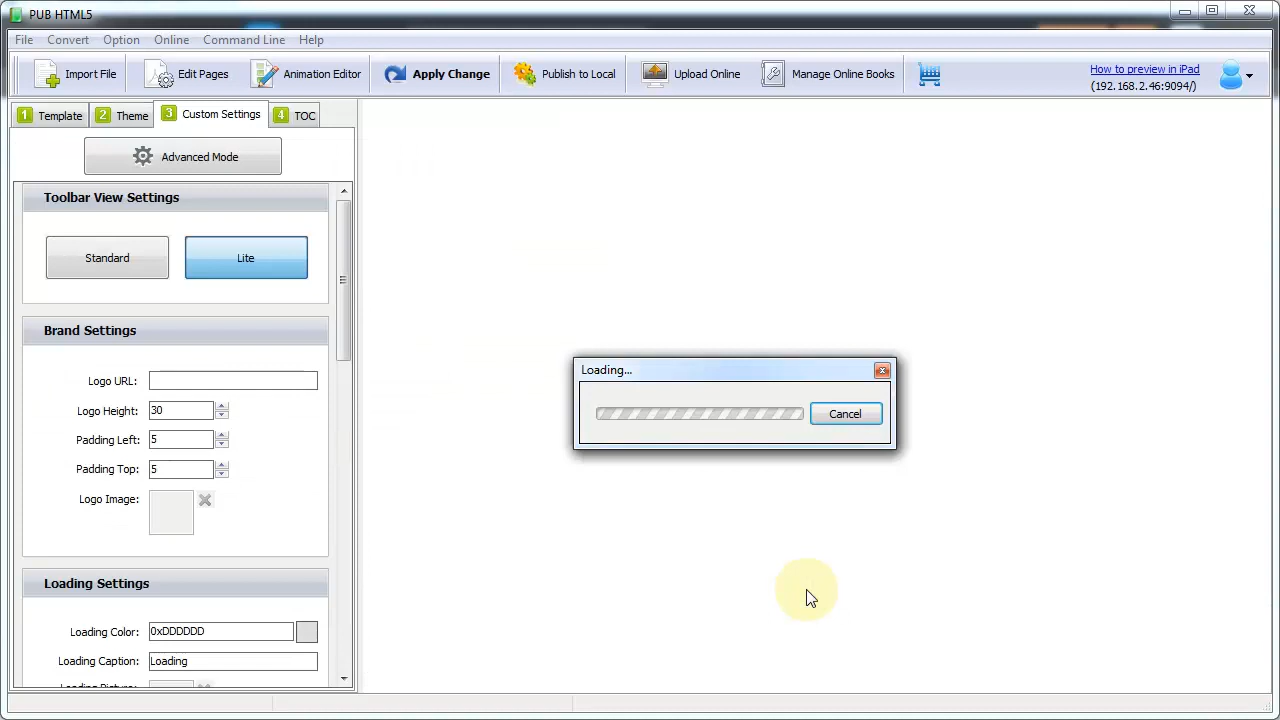 PUB HTML5
File Convert Option Online Command Line Help
Import File Edit Pages Animation Editor Apply Change Publish to Local Upload Online Manage Online Books How to preview in iPad
(192.168.2.46:9094/)
1 Template 2 Theme 3 Custom Settings 4 TOC
Advanced Mode
Toolbar View Settings
Standard Lite
Brand Settings
Logo URL:
Logo Height: 30
Padding Left: 5
Padding Top: 5
Logo Image:
Loading Settings
Loading Color: 0xDDDDDD
Loading Caption: Loading
Loading Picture:
Loading...
Cancel